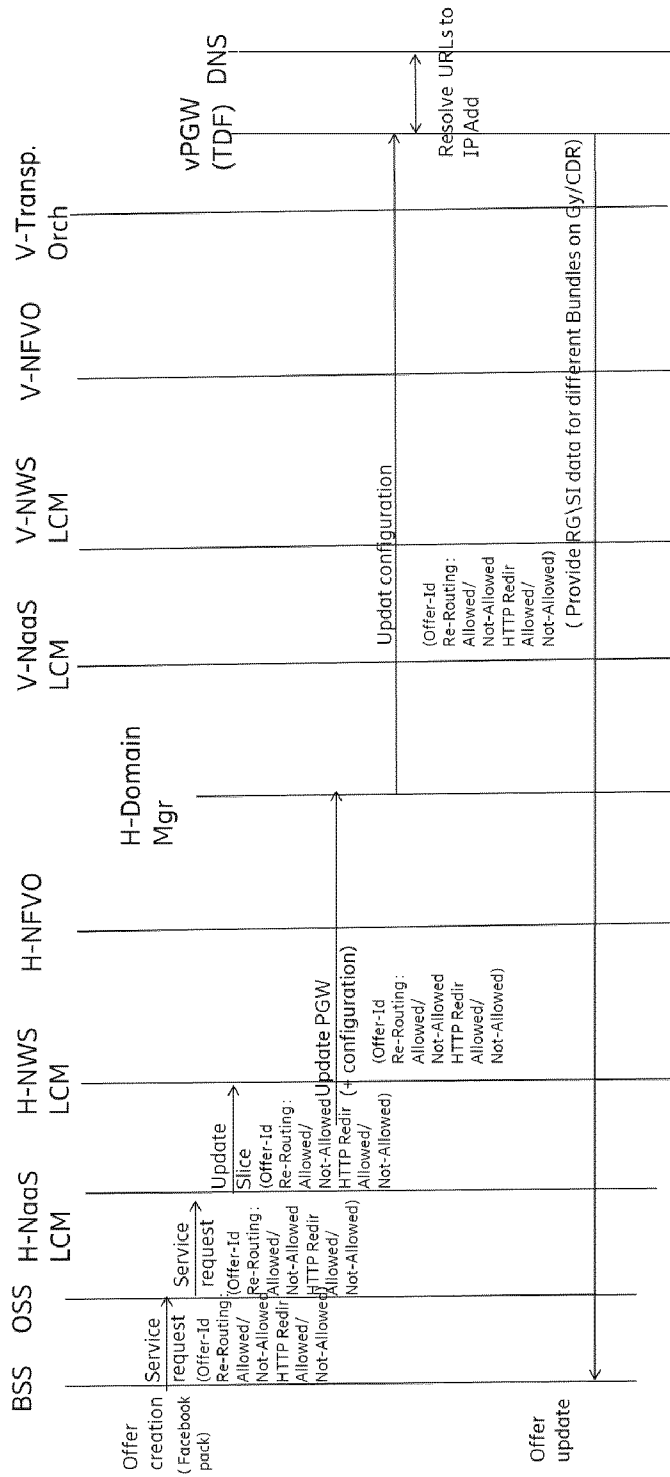 BSS
OSS
H-NaaS
LCM
H-NWS
LCM
H-NFVO
H-Domain
Mgr
V-NaaS
LCM
V-NWS
LCM
V-NFVO
V-Transp.
Orch
vPGW
(TDF)
DNS
Offer
creation
( Facebook
pack)
Service
request
(Offer-Id
Re-Routing:
Allowed/
Not-Allowed
HTTP Redir
Allowed/
Not-Allowed)
Service
request
(Offer-Id
Re-Routing:
Allowed/
Not-Allowed
HTTP Redir
Allowed/
Not-Allowed)
Update
Slice
(Offer-Id
Re-Routing:
Allowed/
Not-Allowed
HTTP Redir
Allowed/
Not-Allowed)
Update PGW
(+ configuration)
(Offer-Id
Re-Routing:
Allowed/
Not-Allowed
HTTP Redir
Allowed/
Not-Allowed)
Updat configuration
(Offer-Id
Re-Routing:
Allowed/
Not-Allowed
HTTP Redir
Allowed/
Not-Allowed)
Resolve URLs to
IP Add
( Provide RG\SI data for different Bundles on Gy/CDR)
Offer
update